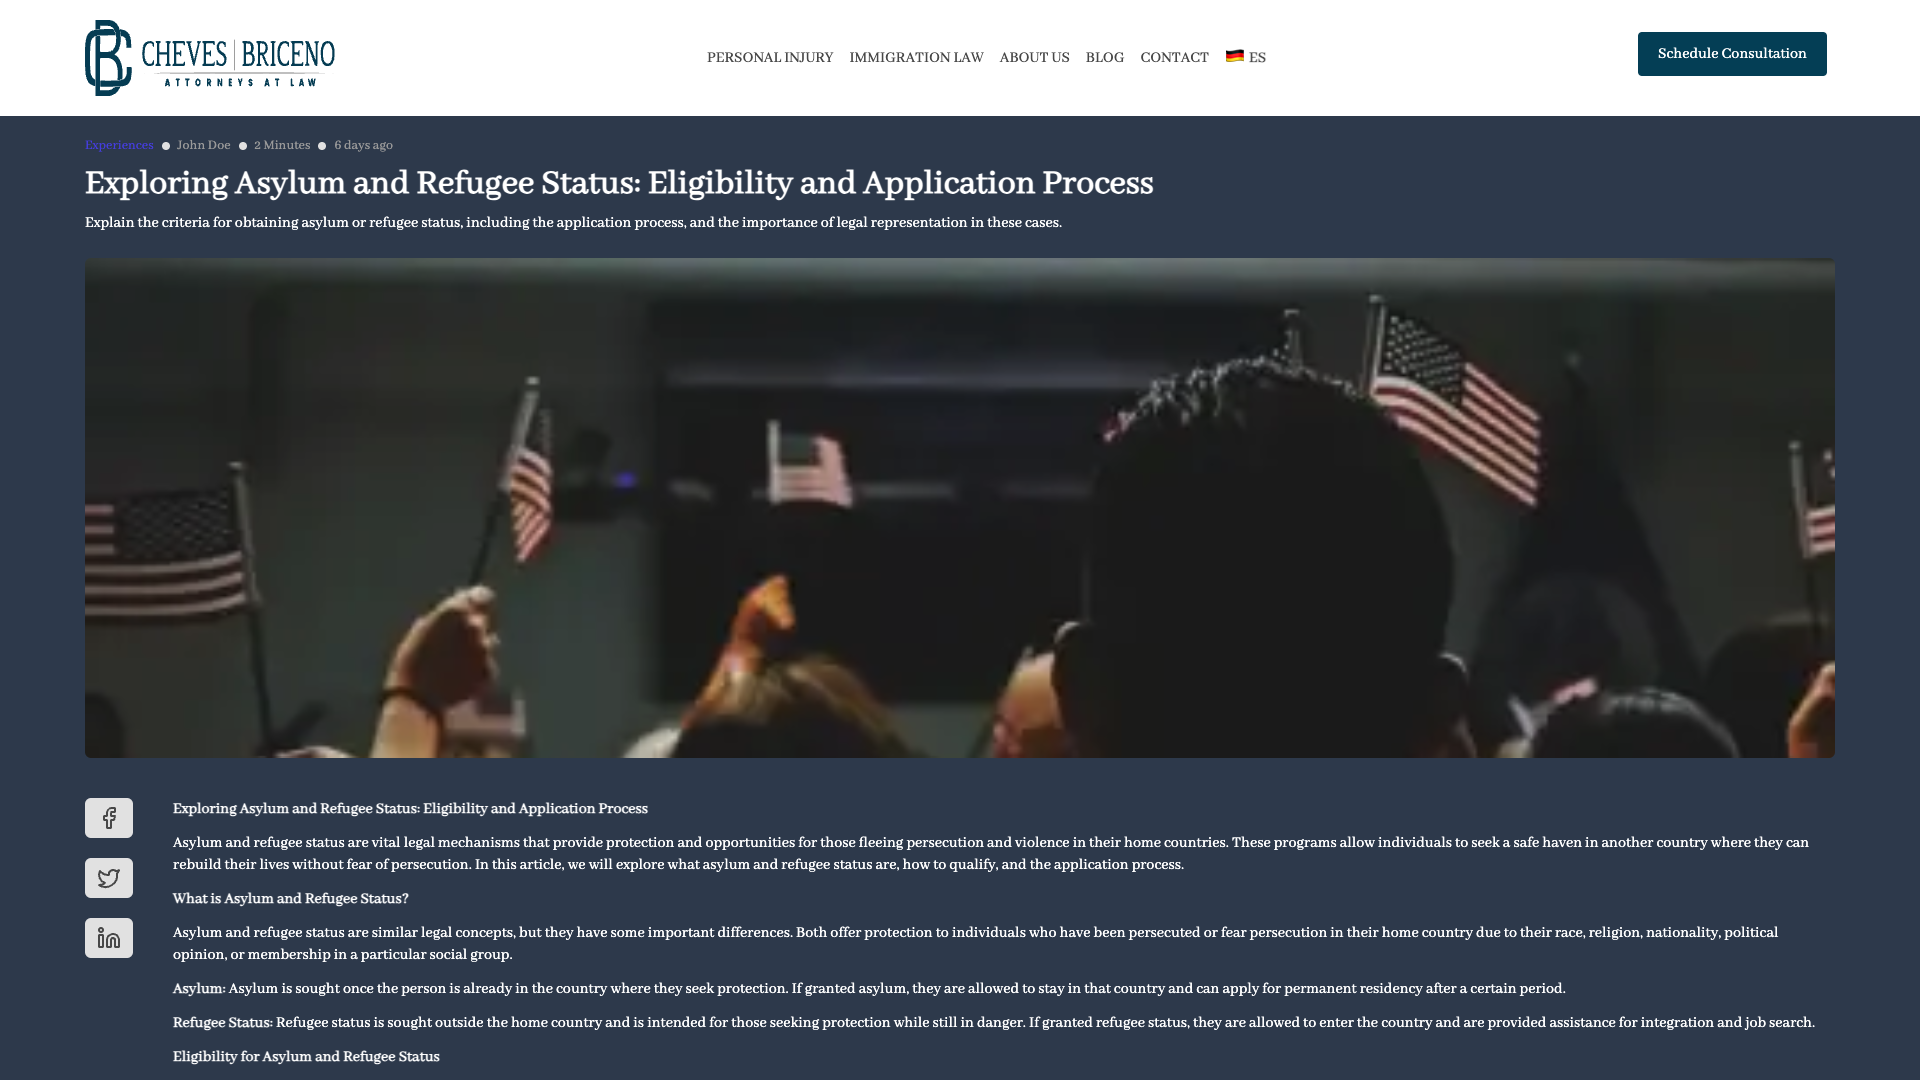 CHEVES | BRICENO
ATTORNEYS AT LAW
PERSONAL INJURY
IMMIGRATION LAW
ABOUT US
BLOG
CONTACT
ES
Schedule Consultation
Experiences
John Doe
2 Minutes
6 days ago
Exploring Asylum and Refugee Status: Eligibility and Application Process
Explain the criteria for obtaining asylum or refugee status, including the application process, and the importance of legal representation in these cases.
Exploring Asylum and Refugee Status: Eligibility and Application Process
Asylum and refugee status are vital legal mechanisms that provide protection and opportunities for those fleeing persecution and violence in their home countries. These programs allow individuals to seek a safe haven in another country where they can
rebuild their lives without fear of persecution. In this article, we will explore what asylum and refugee status are, how to qualify, and the application process.
What is Asylum and Refugee Status?
Asylum and refugee status are similar legal concepts, but they have some important differences. Both offer protection to individuals who have been persecuted or fear persecution in their home country due to their race, religion, nationality, political
opinion, or membership in a particular social group.
Asylum: Asylum is sought once the person is already in the country where they seek protection. If granted asylum, they are allowed to stay in that country and can apply for permanent residency after a certain period.
Refugee Status: Refugee status is sought outside the home country and is intended for those seeking protection while still in danger. If granted refugee status, they are allowed to enter the country and are provided assistance for integration and job search.
Eligibility for Asylum and Refugee Status